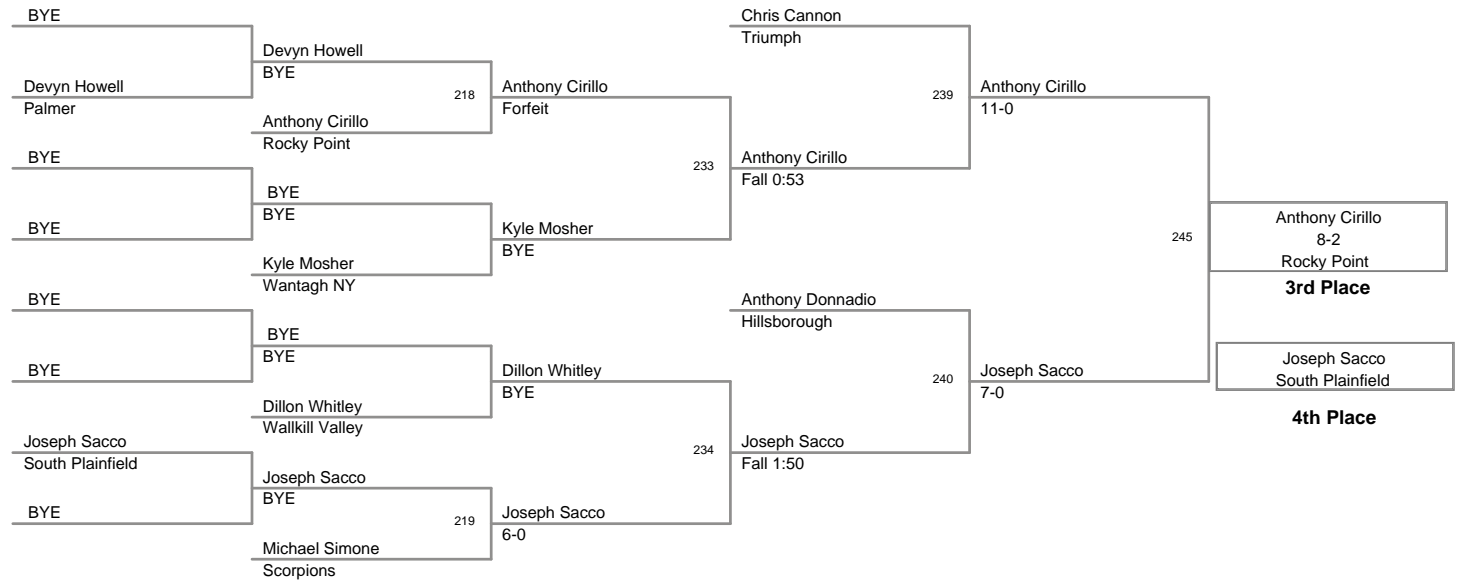 BYE
Devyn Howell
Palmer
BYE
BYE
BYE
BYE
Joseph Sacco
South Plainfield
BYE
Devyn Howell
BYE
218
Anthony Cirillo
Rocky Point
BYE
BYE
Kyle Mosher
Wantagh NY
BYE
BYE
Dillon Whitley
Wallkill Valley
Joseph Sacco
BYE
219
Michael Simone
Scorpions
Anthony Cirillo
Forfeit
233
Kyle Mosher
BYE
Dillon Whitley
BYE
234
Joseph Sacco
6-0
Chris Cannon
Triumph
239
Anthony Cirillo
Fall 0:53
Anthony Donnadio
Hillsborough
240
Joseph Sacco
Fall 1:50
Anthony Cirillo
11-0
245
Joseph Sacco
7-0
Anthony Cirillo
8-2
Rocky Point
3rd Place
Joseph Sacco
South Plainfield
4th Place